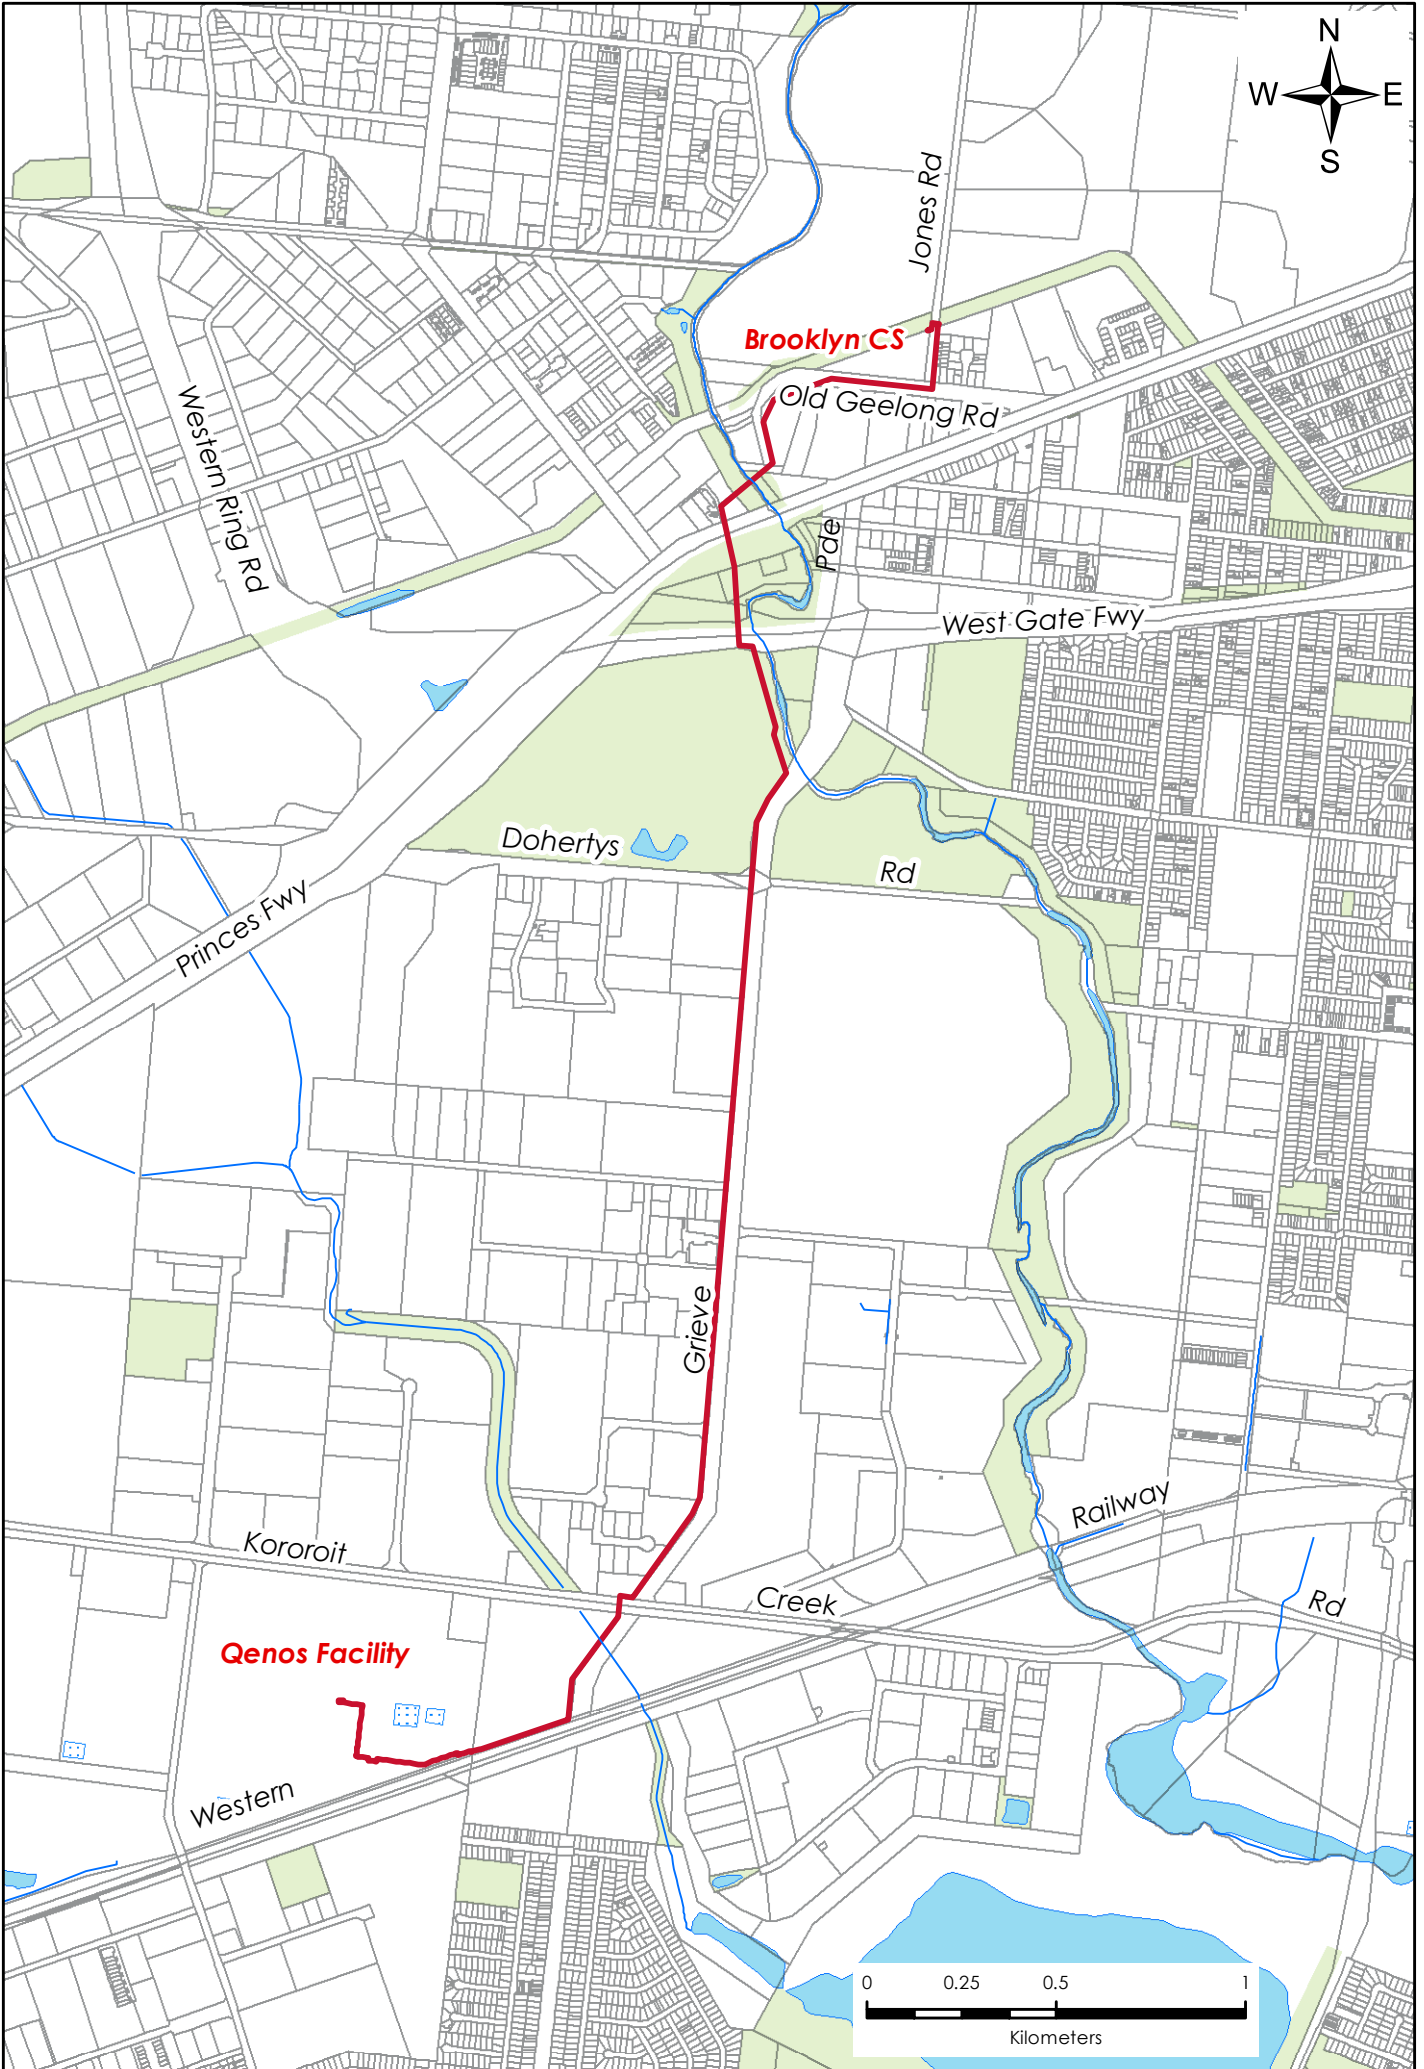 N
W E
S
Jones Rd
Brooklyn CS
Old Geelong Rd
Western Ring Rd
Pde
West Gate Fwy
Dohertys
Rd
Princes Fwy
Grieve
Railway
Kororoit
Creek
Rd
Qenos Facility
Western
0 0.25 0.5 1
Kilometers